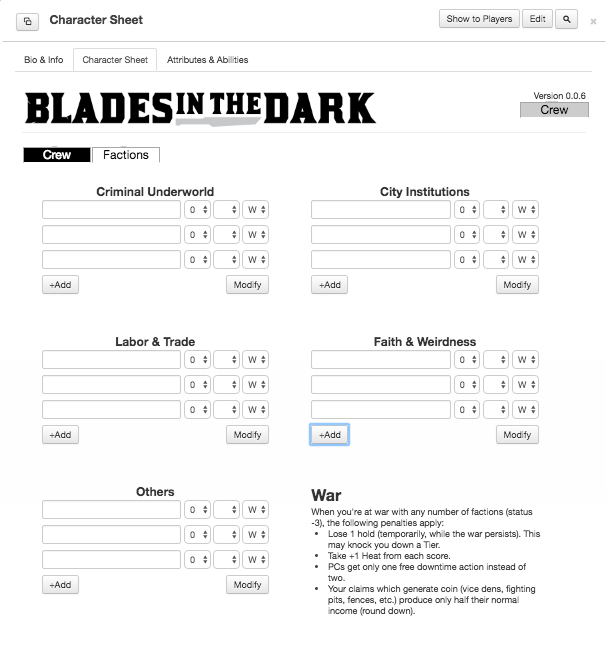 Character Sheet
Show to Players Edit
Bio & Info Character Sheet Attributes & Abilities
BLADES IN THE DARK
Version 0.0.6
Crew
Crew Factions
Criminal Underworld City Institutions
0 W 0 W
0 W 0 W
0 W 0 W
+Add Modify +Add Modify
Labor & Trade Faith & Weirdness
0 W 0 W
0 W 0 W
0 W 0 W
+Add Modify +Add Modify
Others
0 W
0 W
0 W
+Add Modify
War
When you're at war with any number of factions (status
-3), the following penalties apply:
• Lose 1 hold (temporarily, while the war persists). This
may knock you down a Tier.
• Take +1 Heat from each score.
• PCs get only one free downtime action instead of
two.
• Your claims which generate coin (vice dens, fighting
pits, fences, etc.) produce only half their normal
income (round down).